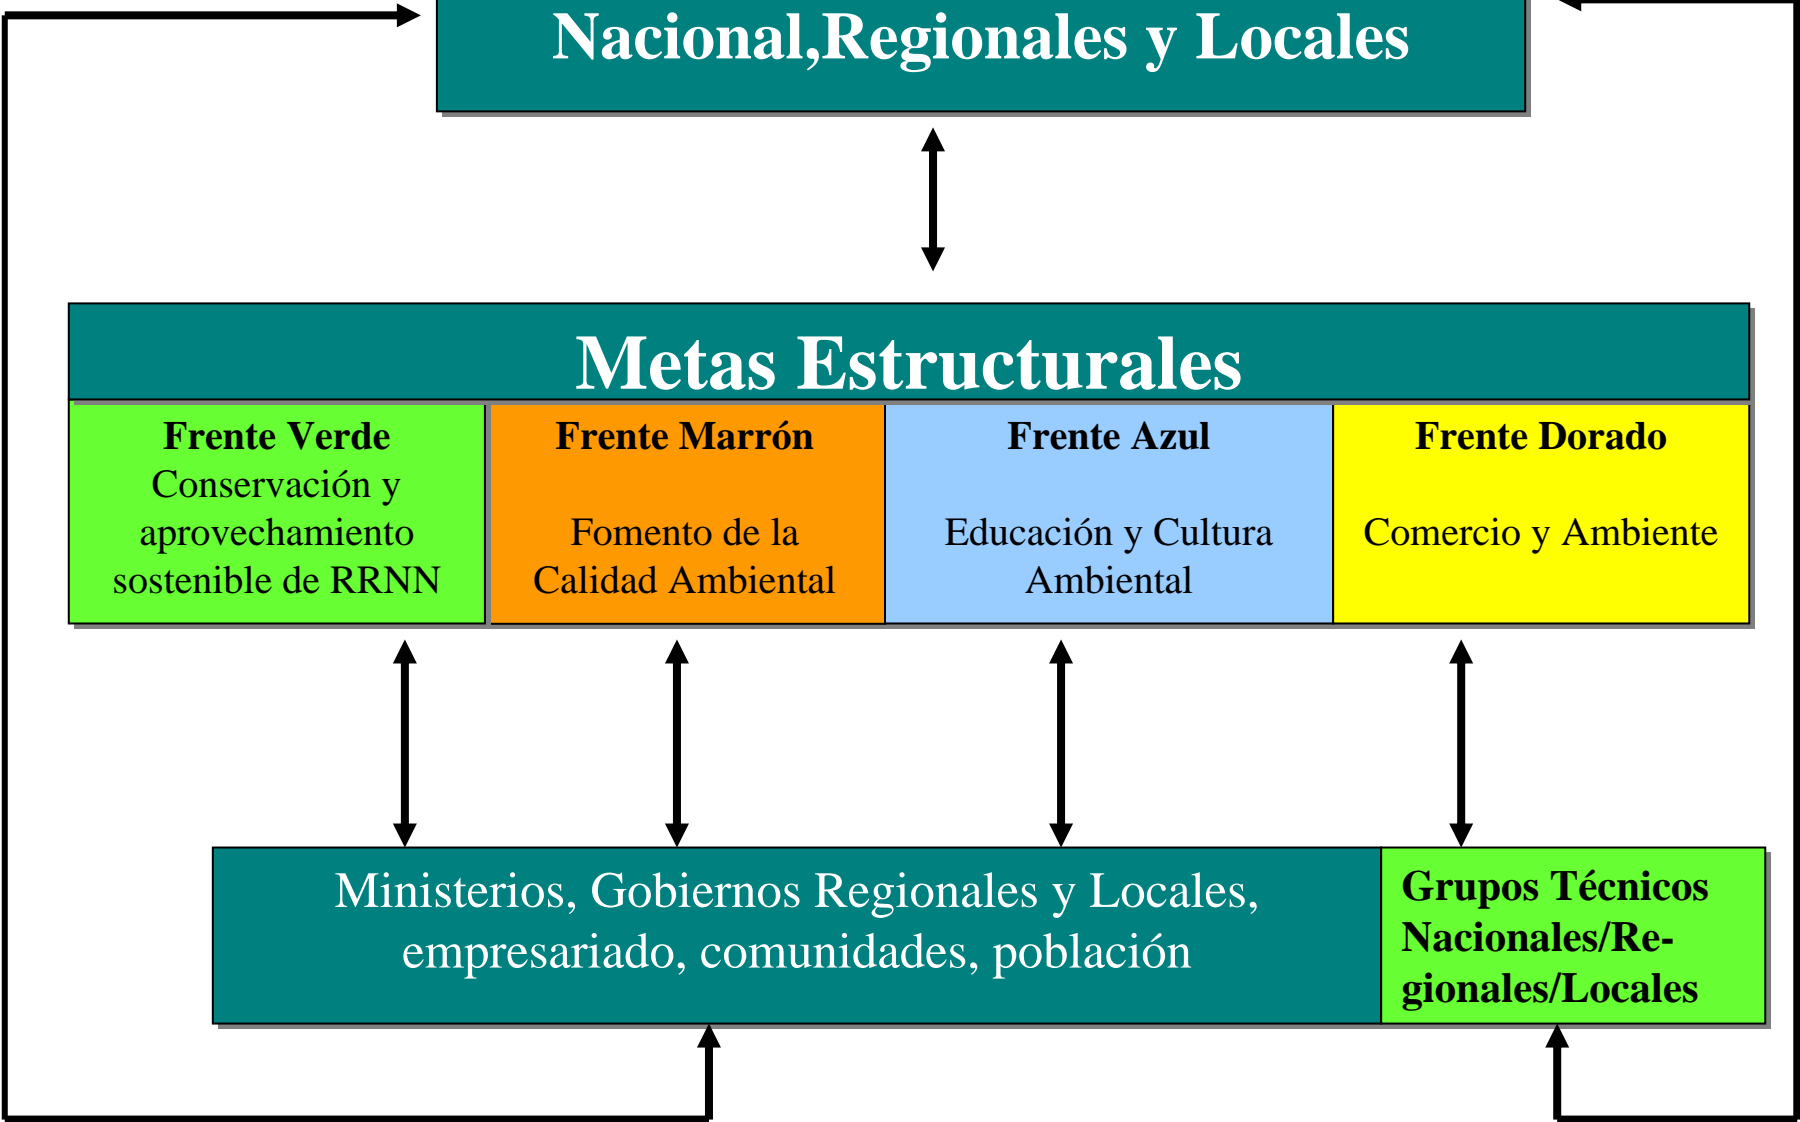 Nacional,Regionales y Locales
Metas Estructurales
Frente Verde
Conservación y
aprovechamiento
sostenible de RRNN
Frente Marrón
Fomento de la
Calidad Ambiental
Frente Azul
Educación y Cultura
Ambiental
Frente Dorado
Comercio y Ambiente
Ministerios, Gobiernos Regionales y Locales,
empresariado, comunidades, población
Grupos Técnicos
Nacionales/Re-
gionales/Locales